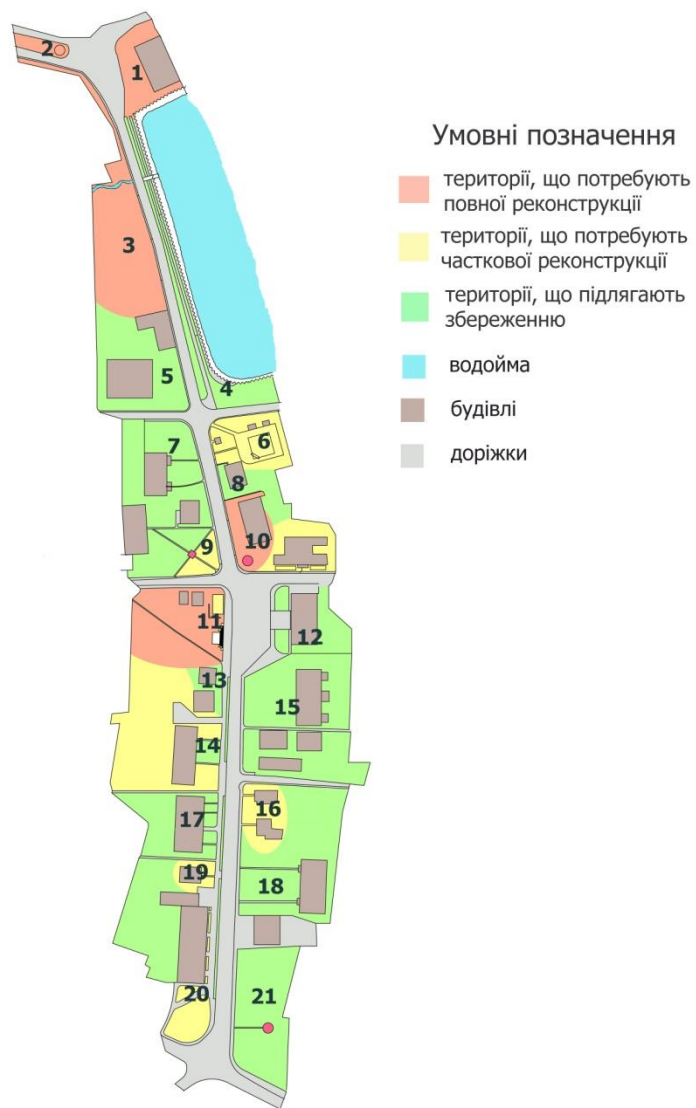 2
1
Умовні позначення
території, що потребують
повної реконструкції
3
території, що потребують
часткової реконструкції
території, що підлягають
збереженню
5
4
водойма
будівлі
7
6
доріжки
8
9
10
11
12
13
15
14
16
17
19
18
20
21